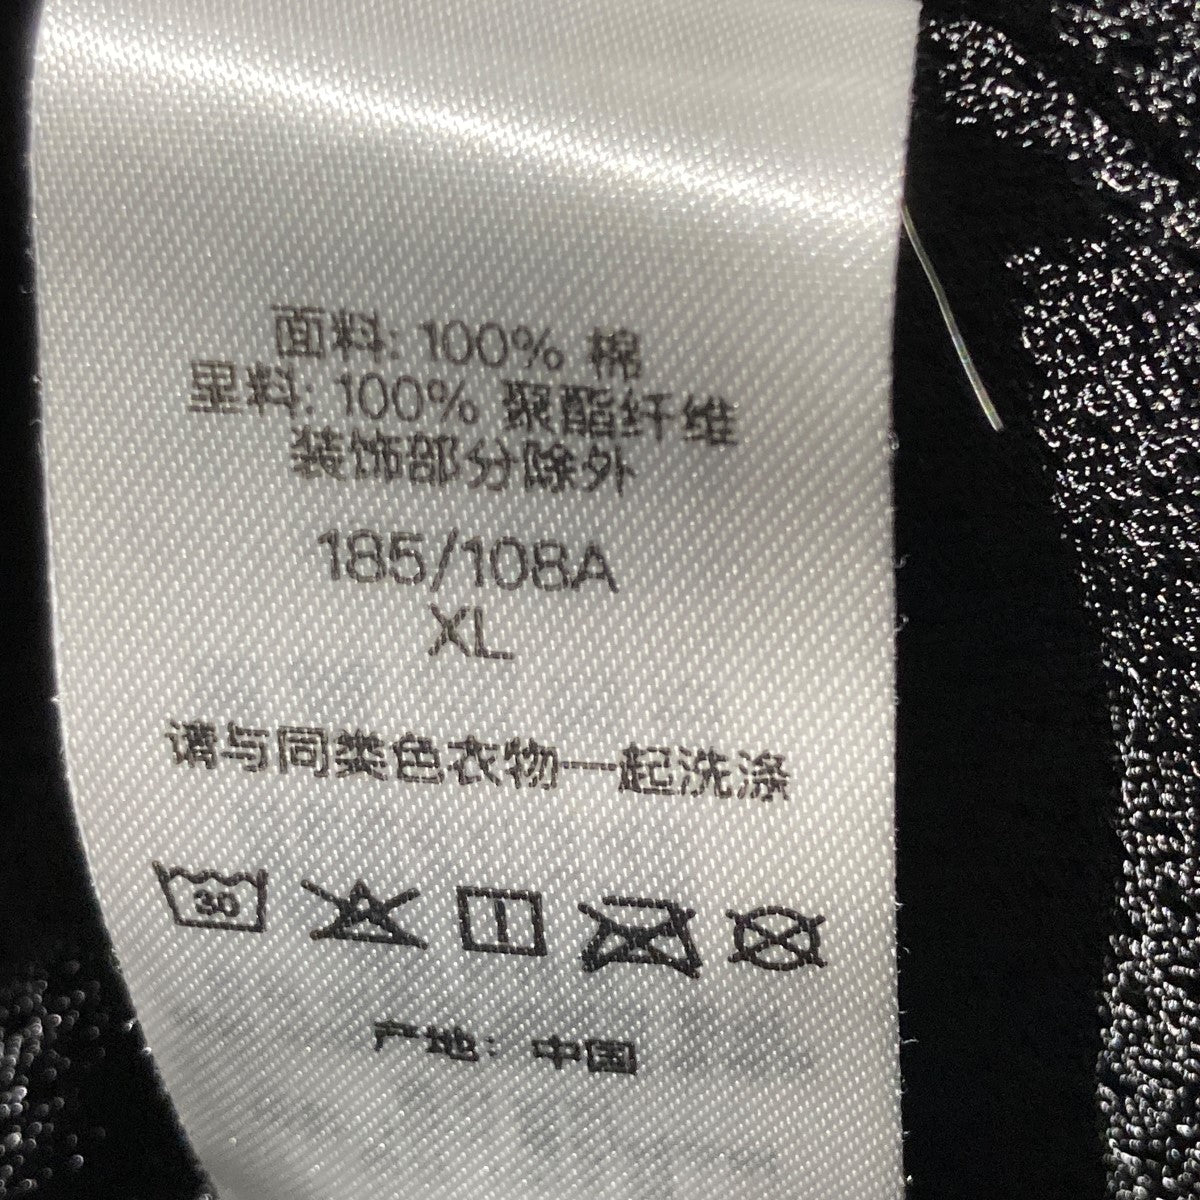 面料: 100% 棉
里料: 100% 聚酯纤维
装饰部分除外
185/108A
XL
请与同类色衣物一起洗涤
30
产地: 中国